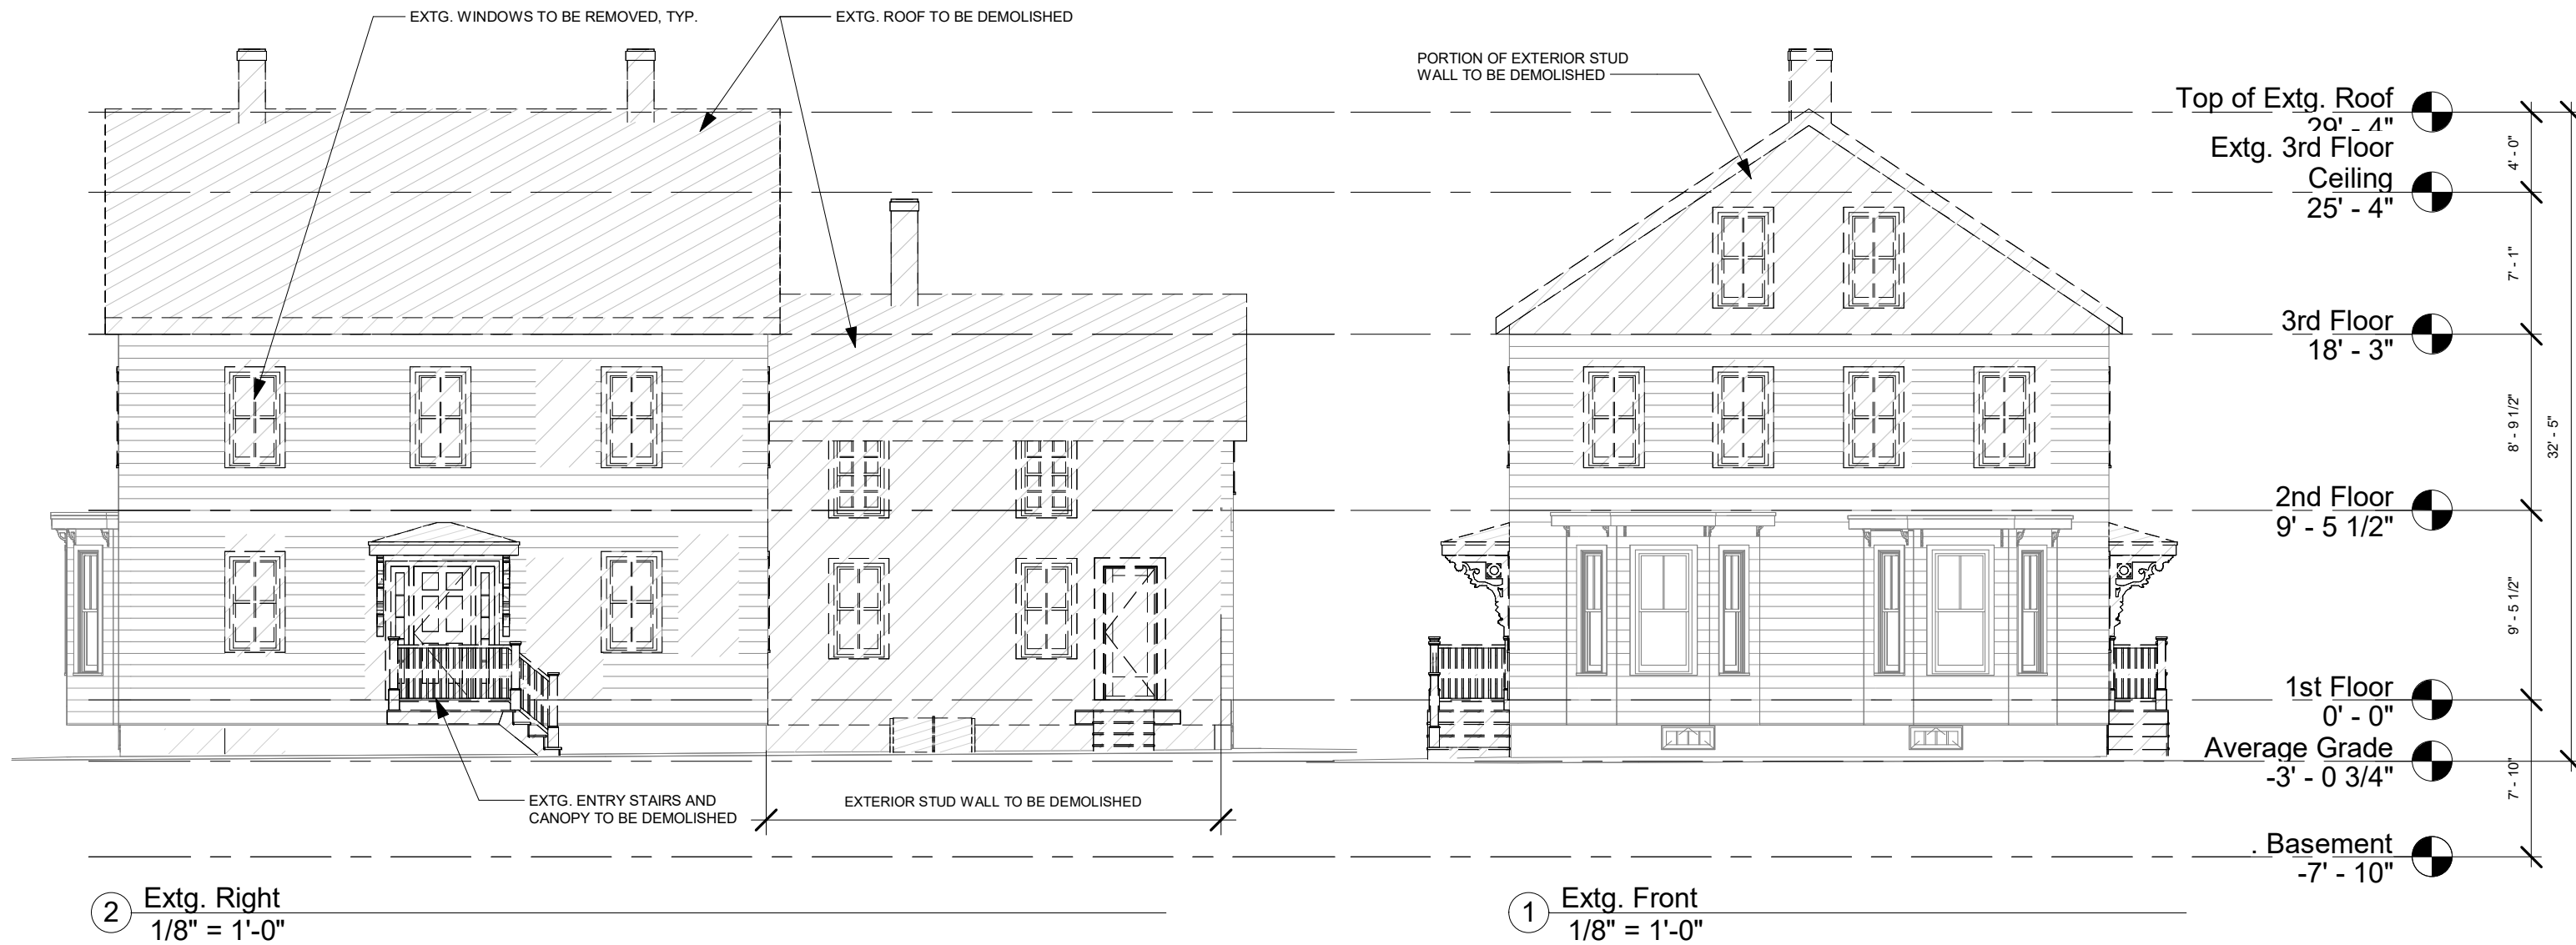 EXTG. WINDOWS TO BE REMOVED, TYP.
EXTG. ROOF TO BE DEMOLISHED
PORTION OF EXTERIOR STUD
WALL TO BE DEMOLISHED
Top of Extg. Roof
29' - 4"
Extg. 3rd Floor
Ceiling
25' - 4"
3rd Floor
18' - 3"
2nd Floor
9' - 5 1/2"
1st Floor
0' - 0"
Average Grade
-3' - 0 3/4"
. Basement
-7' - 10"
4' - 0"
7' - 1"
8' - 9 1/2"
9' - 5 1/2"
7' - 10"
32' - 5"
EXTG. ENTRY STAIRS AND
CANOPY TO BE DEMOLISHED
EXTERIOR STUD WALL TO BE DEMOLISHED
2
Extg. Right
1/8" = 1'-0"
1
Extg. Front
1/8" = 1'-0"